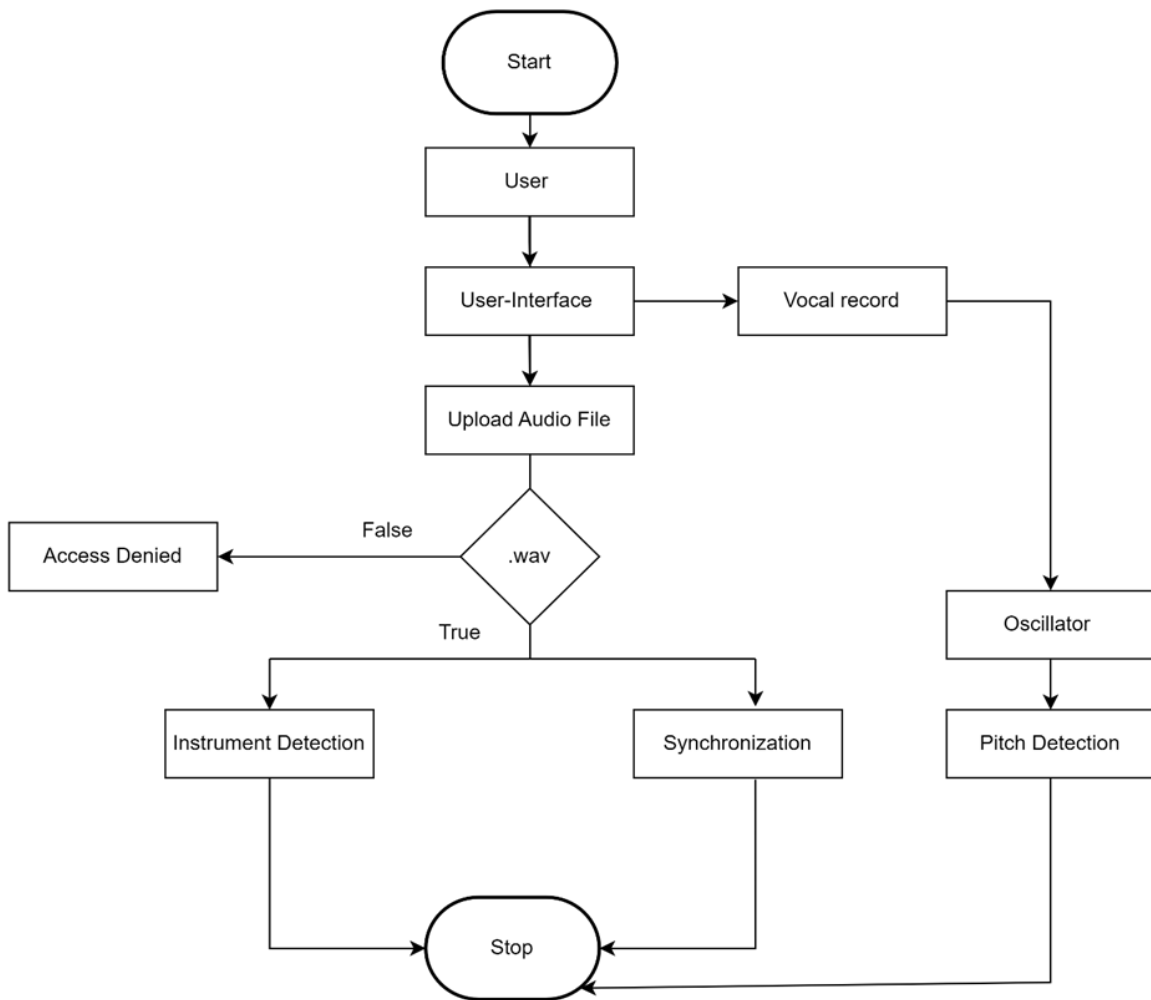 Start
User
User-Interface
Vocal record
Upload Audio File
False
Access Denied
.wav
True
Oscillator
Instrument Detection
Synchronization
Pitch Detection
Stop